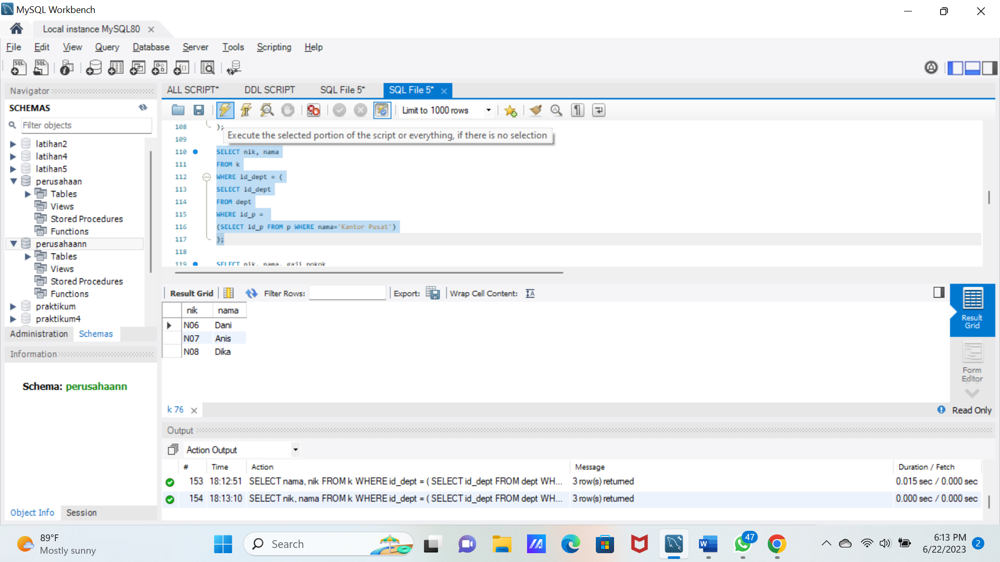 MySQL Workbench
Local instance MySQL80
File Edit View Query Database Server Tools Scripting Help
Navigator
SCHEMAS
Filter objects
latihan2
latihan4
latihan5
perusahaan
Tables
Views
Stored Procedures
Functions
perusahaann
Tables
Views
Stored Procedures
Functions
praktikum
praktikum4
Administration Schemas
Information
Schema: perusahaann
Object Info Session
ALL SCRIPT* DDL SCRIPT SQL File 5* SQL File 5*
Limit to 1000 rows
108 );
Execute the selected portion of the script or everything, if there is no selection
109
110 SELECT nik, nama
111 FROM k
112 WHERE id_dept = (
113 SELECT id_dept
114 FROM dept
115 WHERE id_p =
116 (SELECT id_p FROM p WHERE nama='Kantor Pusat')
117 );
118
119 SELECT nik, nama, gaji_pokok
Result Grid Filter Rows: Export: Wrap Cell Content:
nik nama
N06 Dani
N07 Anis
N08 Dika
Result Grid
Form Editor
k 76
Read Only
Output
Action Output
# Time Action Message Duration / Fetch
153 18:12:51 SELECT nama, nik FROM k WHERE id_dept = ( SELECT id_dept FROM dept WH... 3 row(s) returned 0.015 sec / 0.000 sec
154 18:13:10 SELECT nik, nama FROM k WHERE id_dept = ( SELECT id_dept FROM dept WH... 3 row(s) returned 0.000 sec / 0.000 sec
89°F
Mostly sunny
Search
47
6:13 PM
6/22/2023
2